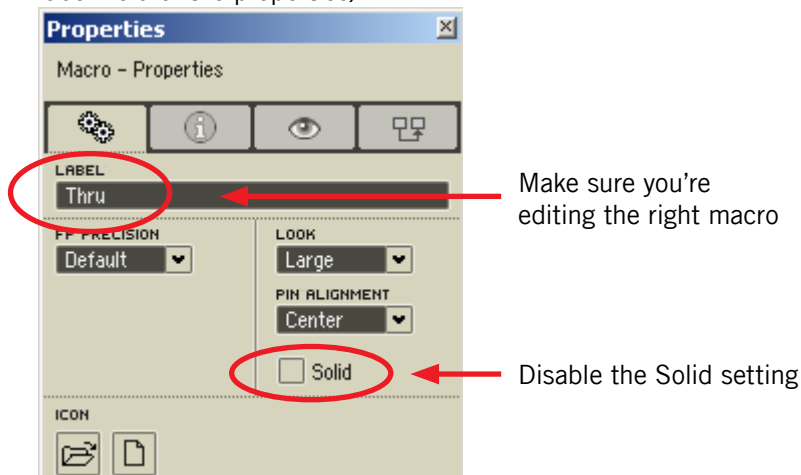 Properties
Macro – Properties
LABEL
Thru
Make sure you're
editing the right macro
FP PRECISION
Default
LOOK
Large
PIN ALIGNMENT
Center
Solid
Disable the Solid setting
ICON